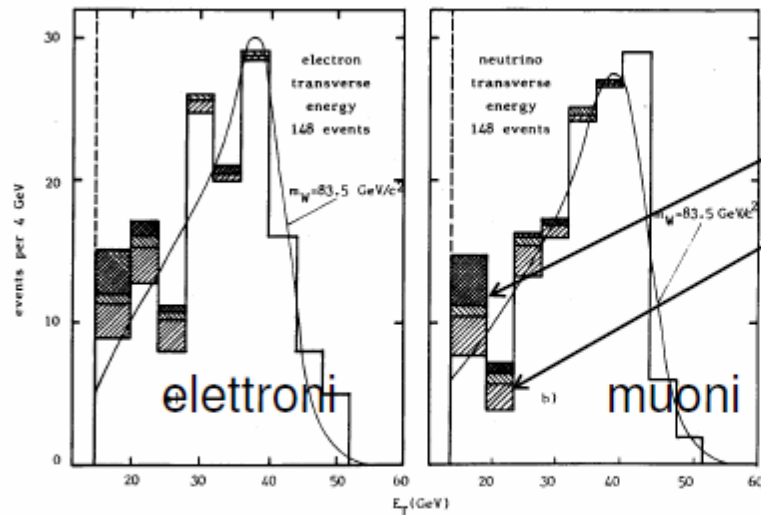 30
20
10
0
events per 4 GeV
electron
transverse
energy
148 events
m_W=83.5 GeV/c²
elettroni
20
30
40
50
60
neutrino
transverse
energy
148 events
m_W=83.5 GeV/c²
b)
muoni
20
30
40
50
60
E_T(GeV)